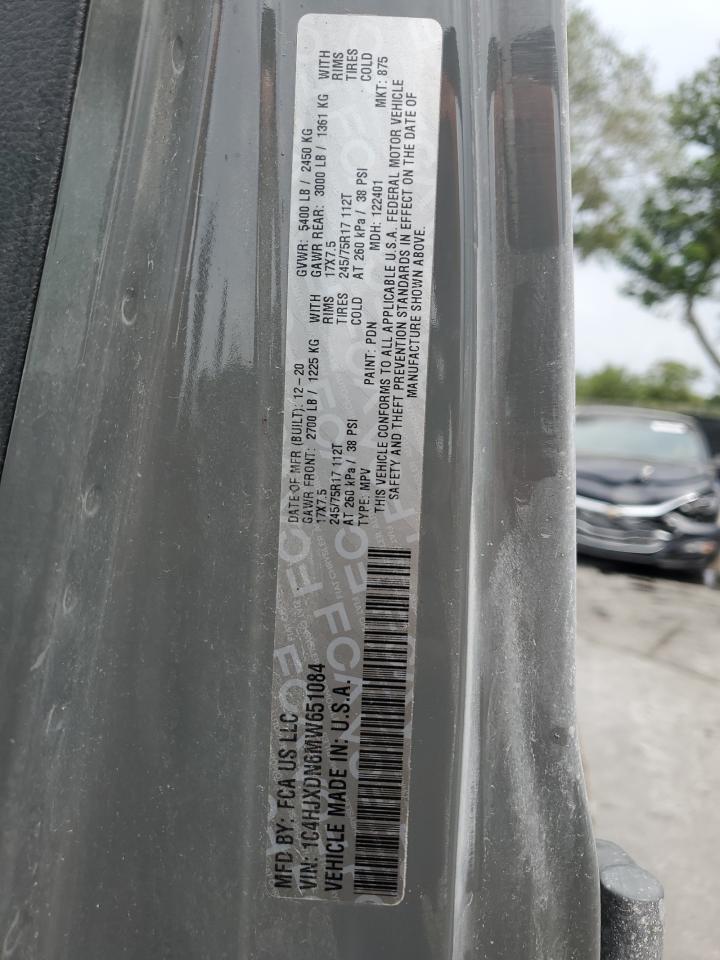 MFD BY: FCA US LLC
DATE OF MFR (BUILT): 12-20
GVWR: 5400 LB / 2450 KG
VIN: 1C4HJXDN6MW651084
GAWR FRONT: 2700 LB / 1225 KG WITH
GAWR REAR: 3000 LB / 1361 KG WITH
VEHICLE MADE IN: U.S.A.
17X7.5 RIMS
17X7.5 RIMS
245/75R17 112T TIRES
245/75R17 112T TIRES
AT 260 kPa / 38 PSI COLD
AT 260 kPa / 38 PSI COLD
TYPE: MPV
PAINT: PDN
MDH: 122401
MKT: 875
THIS VEHICLE CONFORMS TO ALL APPLICABLE U.S.A. FEDERAL MOTOR VEHICLE
SAFETY AND THEFT PREVENTION STANDARDS IN EFFECT ON THE DATE OF
MANUFACTURE SHOWN ABOVE.